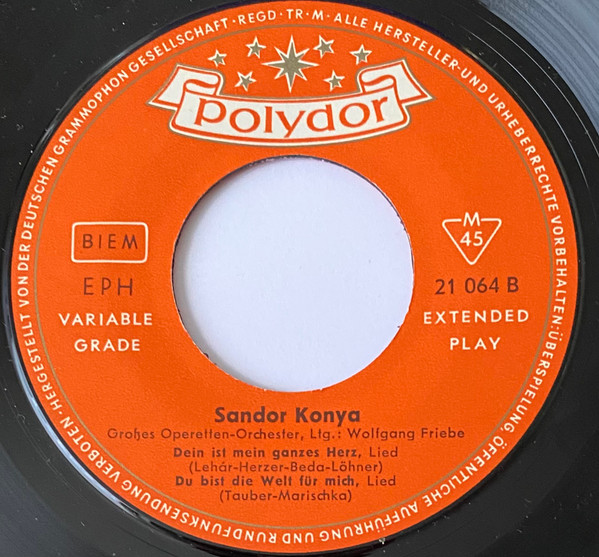 HERGESTELLT VON DER DEUTSCHEN GRAMMOPHON GESELLSCHAFT · REGD · TR · M · ALLE HERSTELLER- UND URHEBERRECHTE VORBEHALTEN: ÜBERSPIELUNG, ÖFFENTLICHE AUFFÜHRUNG UND RUNDFUNKSENDUNG VERBOTEN ·
polydor
BIEM
M
45
EPH
21 064 B
VARIABLE
GRADE
EXTENDED
PLAY
Sandor Konya
Großes Operetten-Orchester, Ltg.: Wolfgang Friebe
Dein ist mein ganzes Herz, Lied
(Lehár-Herzer-Beda-Löhner)
Du bist die Welt für mich, Lied
(Tauber-Marischka)